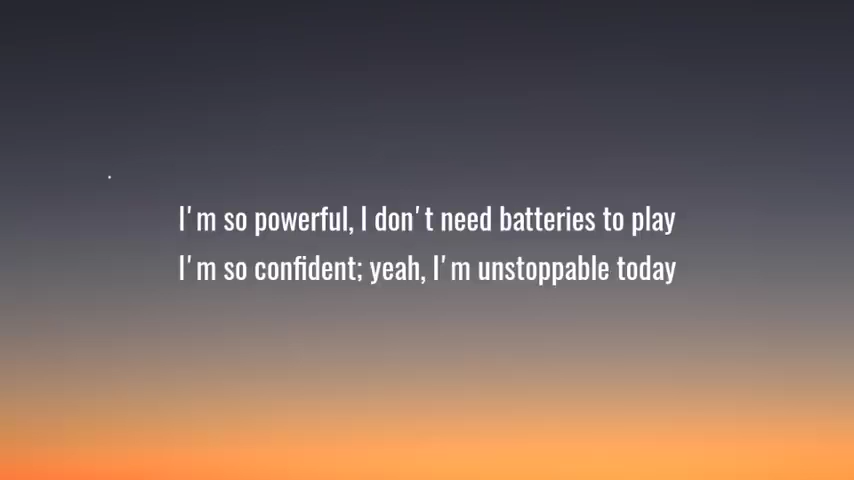 I'm so powerful, I don't need batteries to play
I'm so confident; yeah, I'm unstoppable today